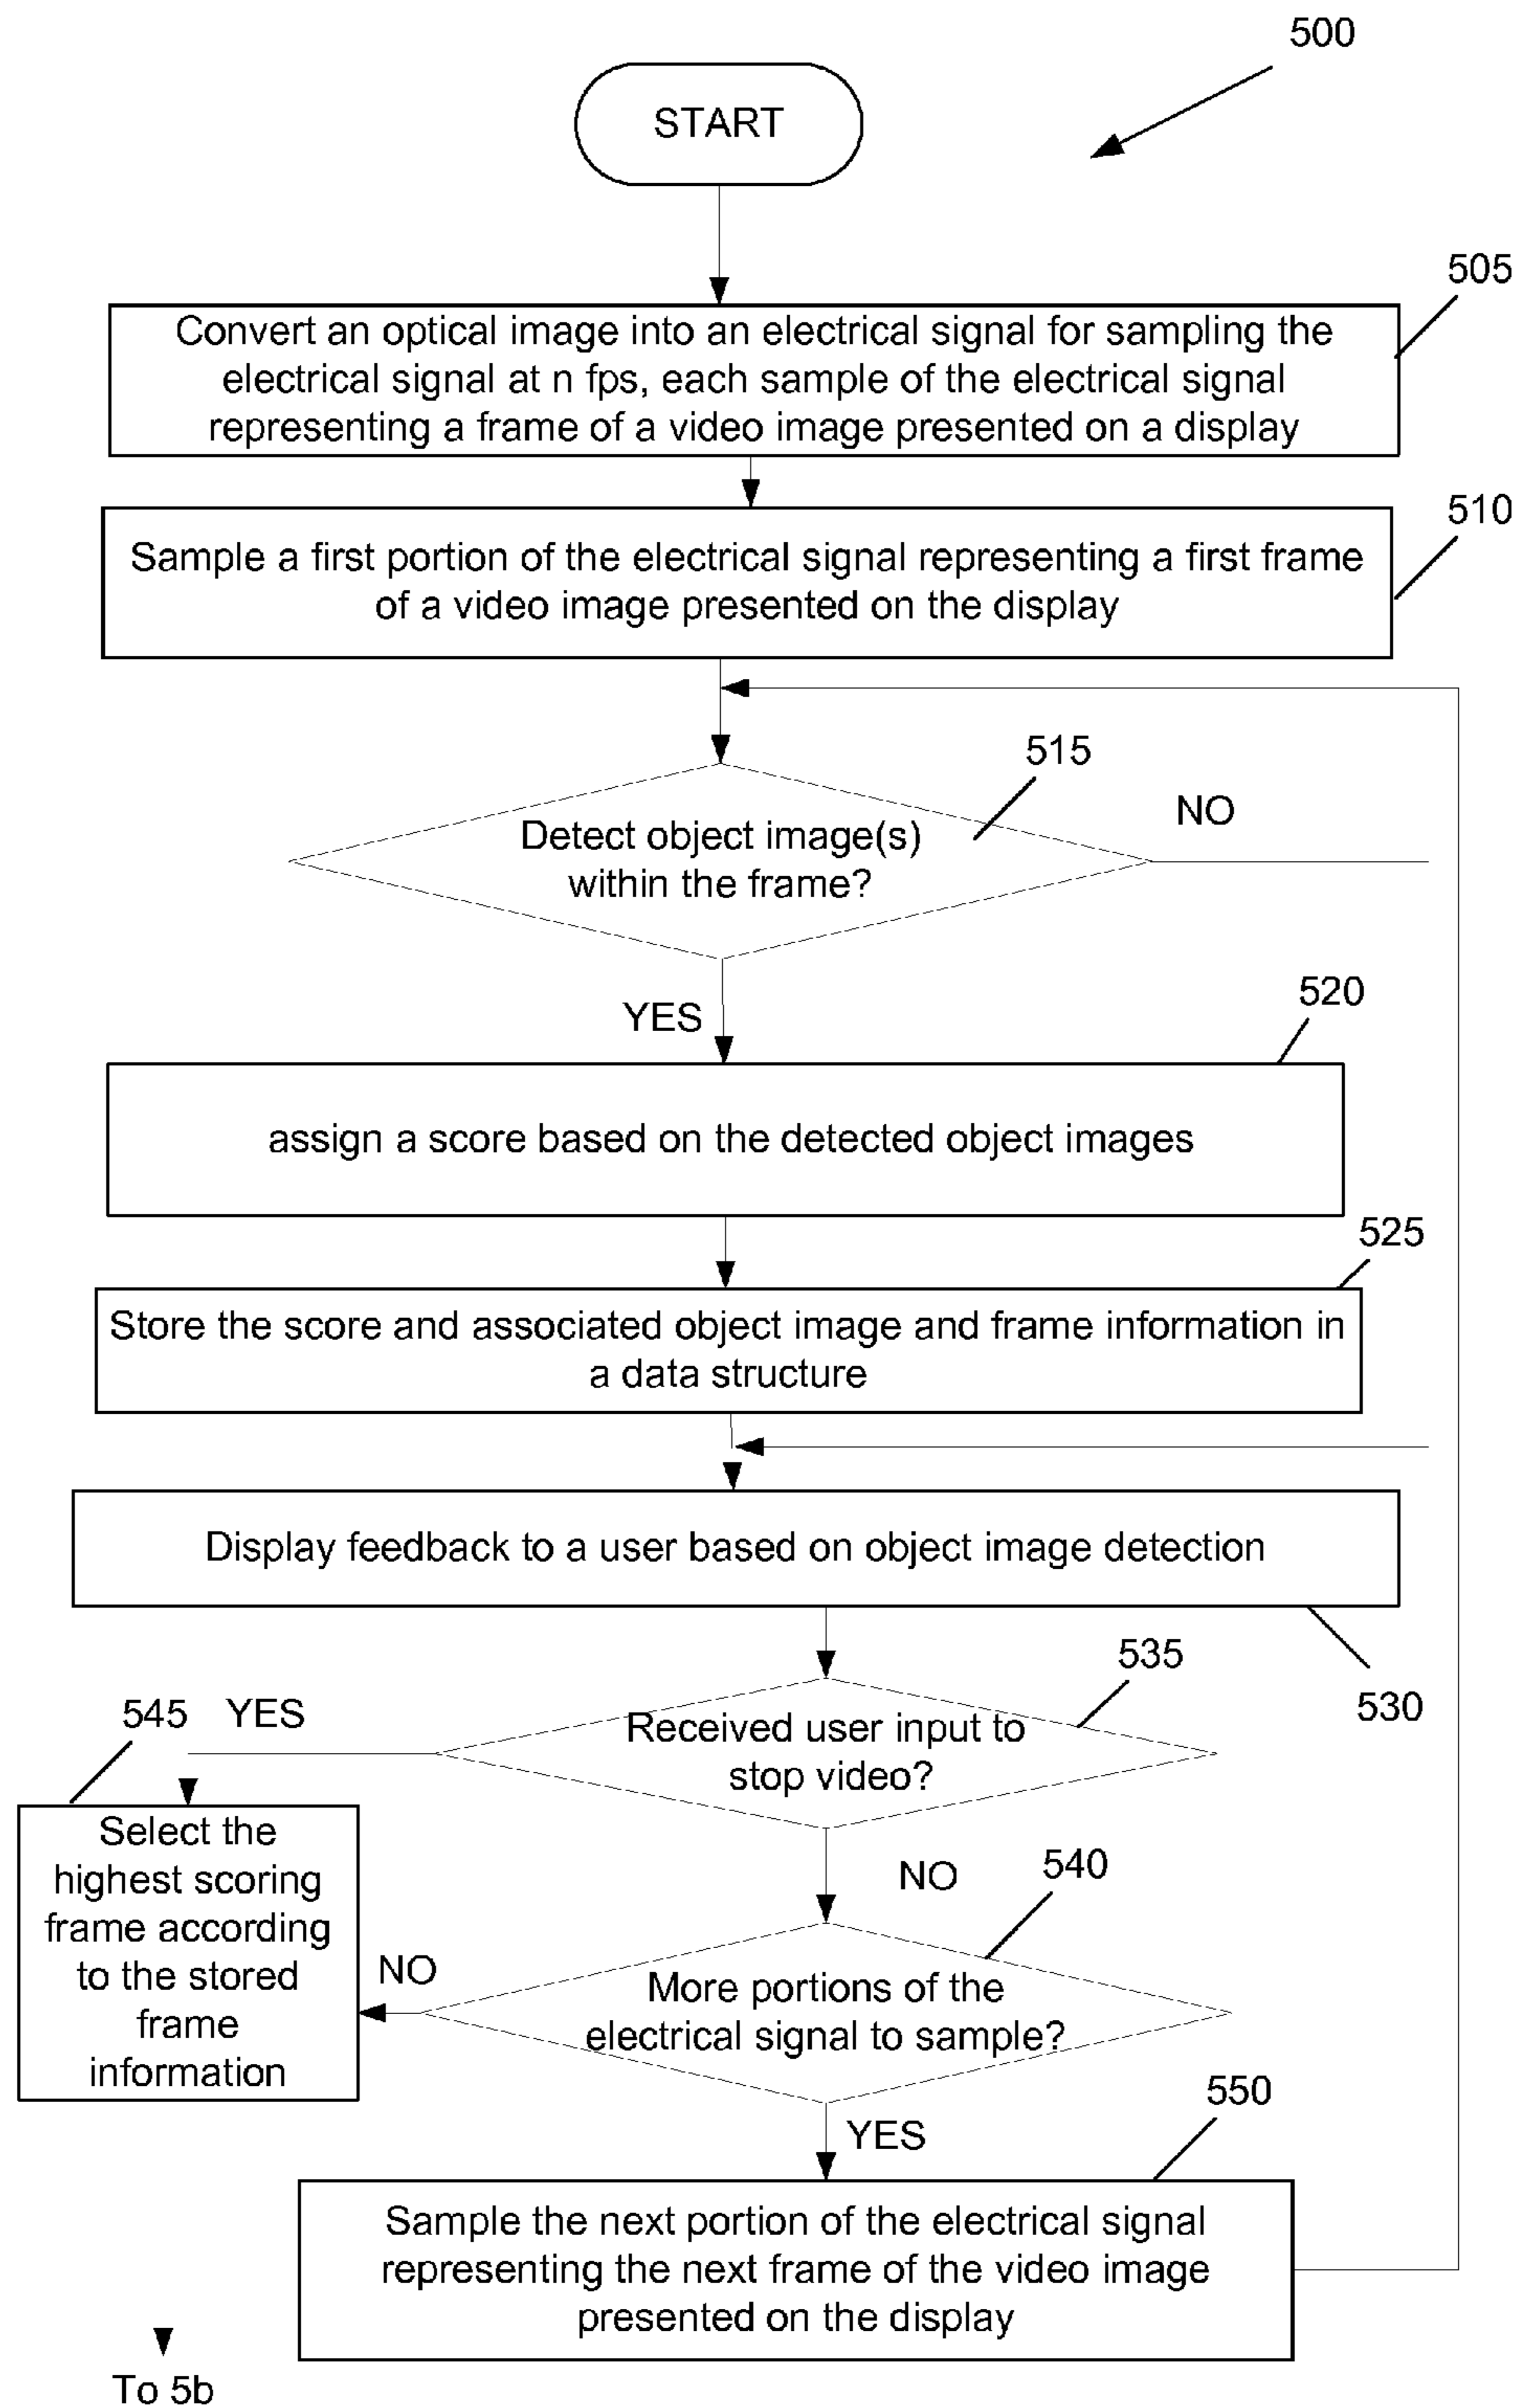 500
START
505
Convert an optical image into an electrical signal for sampling the
electrical signal at n fps, each sample of the electrical signal
representing a frame of a video image presented on a display
510
Sample a first portion of the electrical signal representing a first frame
of a video image presented on the display
515
NO
Detect object image(s)
within the frame?
YES
520
assign a score based on the detected object images
525
Store the score and associated object image and frame information in
a data structure
Display feedback to a user based on object image detection
530
535
545
YES
Received user input to
stop video?
Select the
highest scoring
frame according
to the stored
frame
information
NO
540
NO
More portions of the
electrical signal to sample?
YES
550
Sample the next portion of the electrical signal
representing the next frame of the video image
presented on the display
To 5b